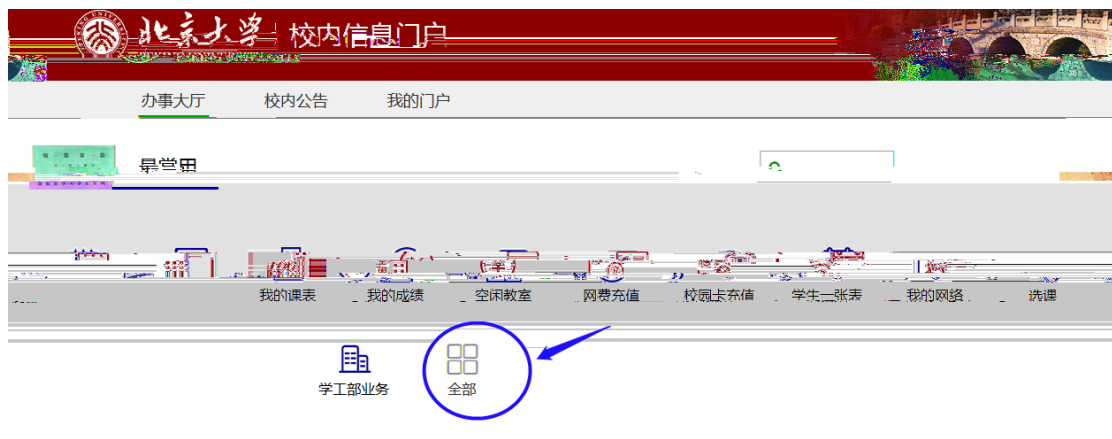 北京大学 校内信息门户
办事大厅 校内公告 我的门户
最常用
我的课表 我的成绩 空闲教室 网费充值 校园卡充值 学生一张表 我的网络 选课
学工部业务 全部